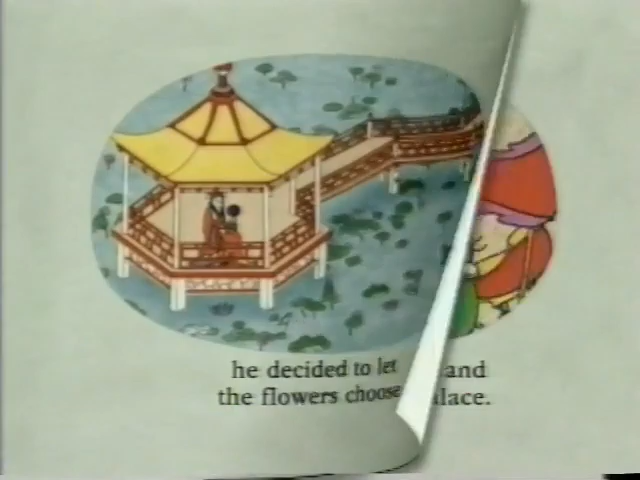 he decided to let and
the flowers choose lace.